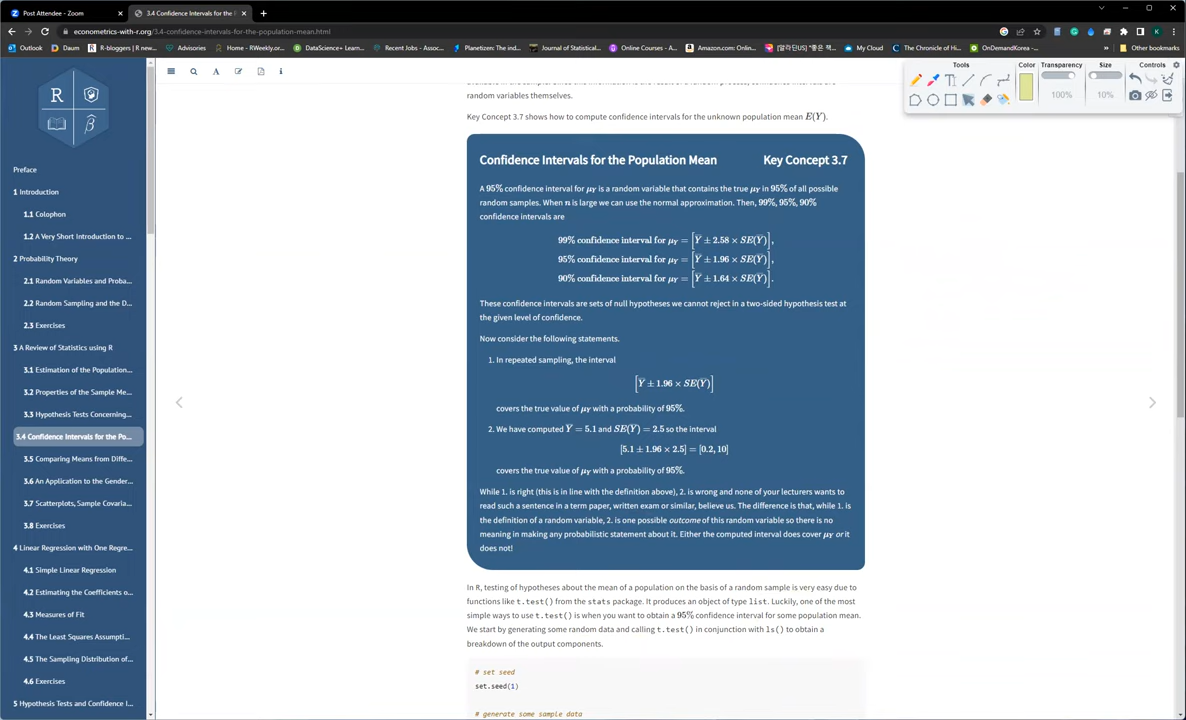 Post Attendee - Zoom
3.4 Confidence Intervals for the
econometrics-with-r.org/3.4-confidence-intervals-for-the-population-mean.html
Outlook
Daum
R-bloggers | R new...
Advisories
Home - RWeekly.or...
DataScience+ Learn...
Recent Jobs - Assoc...
Planetizen: The ind...
Journal of Statistical...
Online Courses - A...
Amazon.com: Onlin...
My Cloud
The Chronicle of Hi...
OnDemandKorea -...
Other bookmarks
Tools
Color
Transparency
Size
Controls
100%
10%
Preface
1 Introduction
1.1 Colophon
1.2 A Very Short Introduction to ...
2 Probability Theory
2.1 Random Variables and Proba...
2.2 Random Sampling and the D...
2.3 Exercises
3 A Review of Statistics using R
3.1 Estimation of the Population...
3.2 Properties of the Sample Me...
3.3 Hypothesis Tests Concerning...
3.4 Confidence Intervals for the Po...
3.5 Comparing Means from Diffe...
3.6 An Application to the Gender...
3.7 Scatterplots, Sample Covaria...
3.8 Exercises
4 Linear Regression with One Regre...
4.1 Simple Linear Regression
4.2 Estimating the Coefficients o...
4.3 Measures of Fit
4.4 The Least Squares Assumpti...
4.5 The Sampling Distribution of...
4.6 Exercises
5 Hypothesis Tests and Confidence I...
random variables themselves.
Key Concept 3.7 shows how to compute confidence intervals for the unknown population mean E(Y).
Confidence Intervals for the Population Mean Key Concept 3.7
A 95% confidence interval for μY is a random variable that contains the true μY in 95% of all possible
random samples. When n is large we can use the normal approximation. Then, 99%, 95%, 90%
confidence intervals are
99% confidence interval for μY = [Y̅ ± 2.58 × SE(Y̅)],
95% confidence interval for μY = [Y̅ ± 1.96 × SE(Y̅)],
90% confidence interval for μY = [Y̅ ± 1.64 × SE(Y̅)].
These confidence intervals are sets of null hypotheses we cannot reject in a two-sided hypothesis test at
the given level of confidence.
Now consider the following statements.
1. In repeated sampling, the interval
[Y̅ ± 1.96 × SE(Y̅)]
covers the true value of μY with a probability of 95%.
2. We have computed Y̅ = 5.1 and SE(Y̅) = 2.5 so the interval
[5.1 ± 1.96 × 2.5] = [0.2, 10]
covers the true value of μY with a probability of 95%.
While 1. is right (this is in line with the definition above), 2. is wrong and none of your lecturers wants to
read such a sentence in a term paper, written exam or similar, believe us. The difference is that, while 1. is
the definition of a random variable, 2. is one possible outcome of this random variable so there is no
meaning in making any probabilistic statement about it. Either the computed interval does cover μY or it
does not!
In R, testing of hypotheses about the mean of a population on the basis of a random sample is very easy due to
functions like t.test() from the stats package. It produces an object of type list. Luckily, one of the most
simple ways to use t.test() is when you want to obtain a 95% confidence interval for some population mean.
We start by generating some random data and calling t.test() in conjunction with ls() to obtain a
breakdown of the output components.
# set seed
set.seed(1)
# generate some sample data